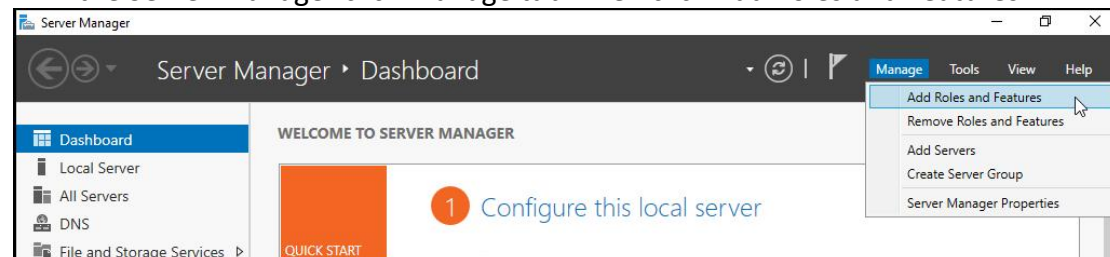 Server Manager
Server Manager • Dashboard
Manage Tools View Help
Add Roles and Features
Remove Roles and Features
Add Servers
Create Server Group
Server Manager Properties
Dashboard
Local Server
All Servers
DNS
File and Storage Services
WELCOME TO SERVER MANAGER
QUICK START
1 Configure this local server